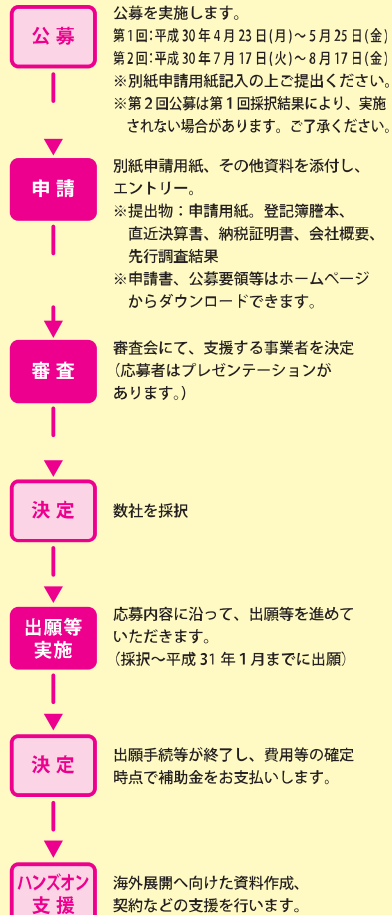 公募
公募を実施します。
第1回:平成30年4月23日(月)～5月25日(金)
第2回:平成30年7月17日(火)～8月17日(金)
※別紙申請用紙記入の上ご提出ください。
※第２回公募は第１回採択結果により、実施
されない場合があります。ご了承ください。
申請
別紙申請用紙、その他資料を添付し、
エントリー。
※提出物：申請用紙。登記簿謄本、
直近決算書、納税証明書、会社概要、
先行調査結果
※申請書、公募要領等はホームページ
からダウンロードできます。
審査
審査会にて、支援する事業者を決定
（応募者はプレゼンテーションが
あります。）
決定
数社を採択
出願等
実施
応募内容に沿って、出願等を進めて
いただきます。
（採択～平成 31 年１月までに出願）
決定
出願手続等が終了し、費用等の確定
時点で補助金をお支払いします。
ハンズオン
支援
海外展開へ向けた資料作成、
契約などの支援を行います。